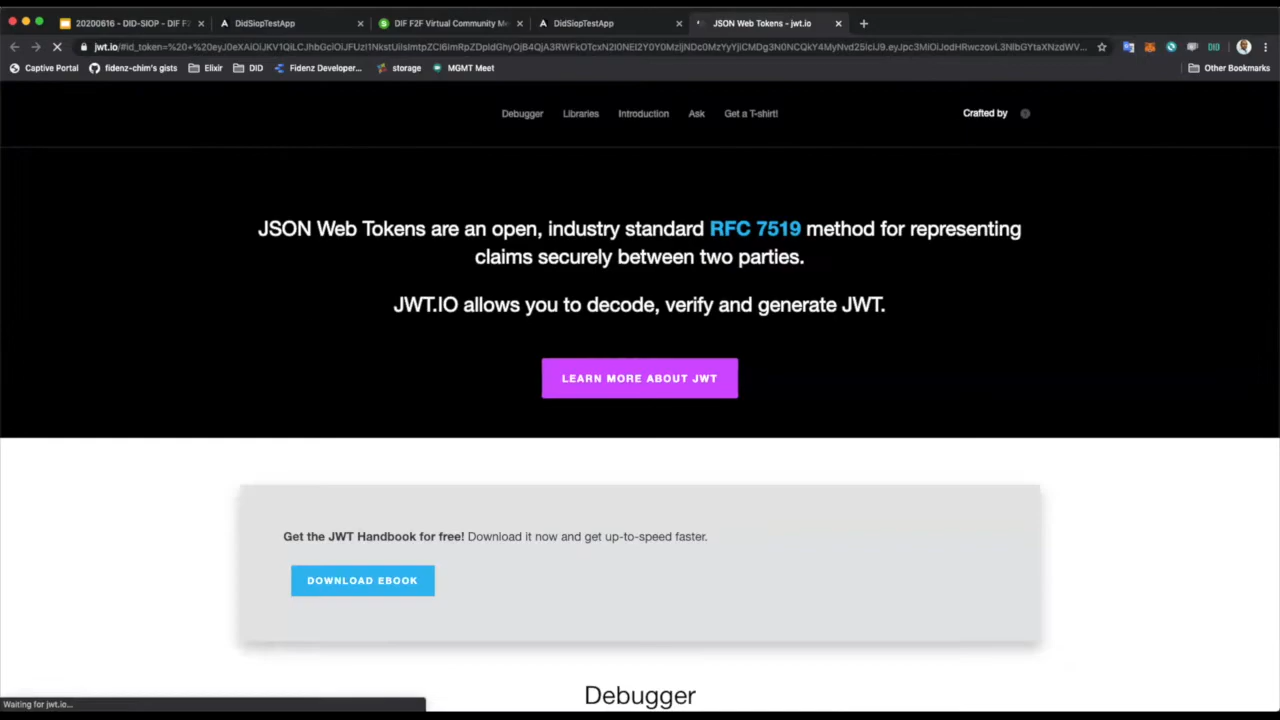 20200616 - DID-SIOP - DIF F2
DidSiopTestApp
DIF F2F Virtual Community Me
DidSiopTestApp
JSON Web Tokens - jwt.io
jwt.io
Captive Portal
fidenz-chim's gists
Elixir
DID
Fidenz Developer...
storage
MGMT Meet
Other Bookmarks
Debugger
Libraries
Introduction
Ask
Get a T-shirt!
Crafted by
JSON Web Tokens are an open, industry standard RFC 7519 method for representing
claims securely between two parties.
JWT.IO allows you to decode, verify and generate JWT.
LEARN MORE ABOUT JWT
Get the JWT Handbook for free! Download it now and get up-to-speed faster.
DOWNLOAD EBOOK
Debugger
Waiting for jwt.io...